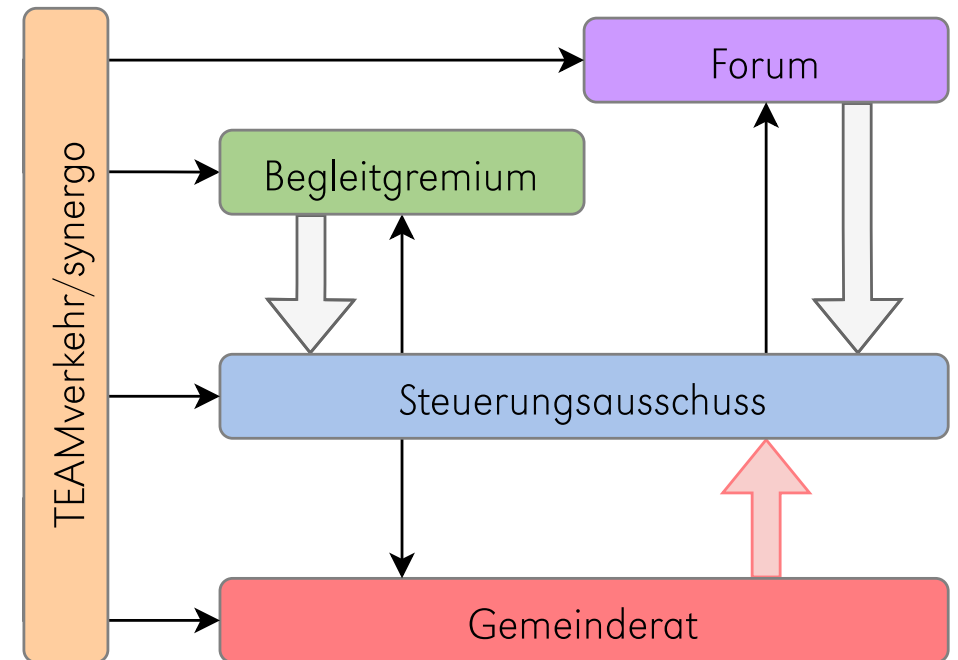 TEAMverkehr/synergo
Forum
Begleitgremium
Steuerungsausschuss
Gemeinderat